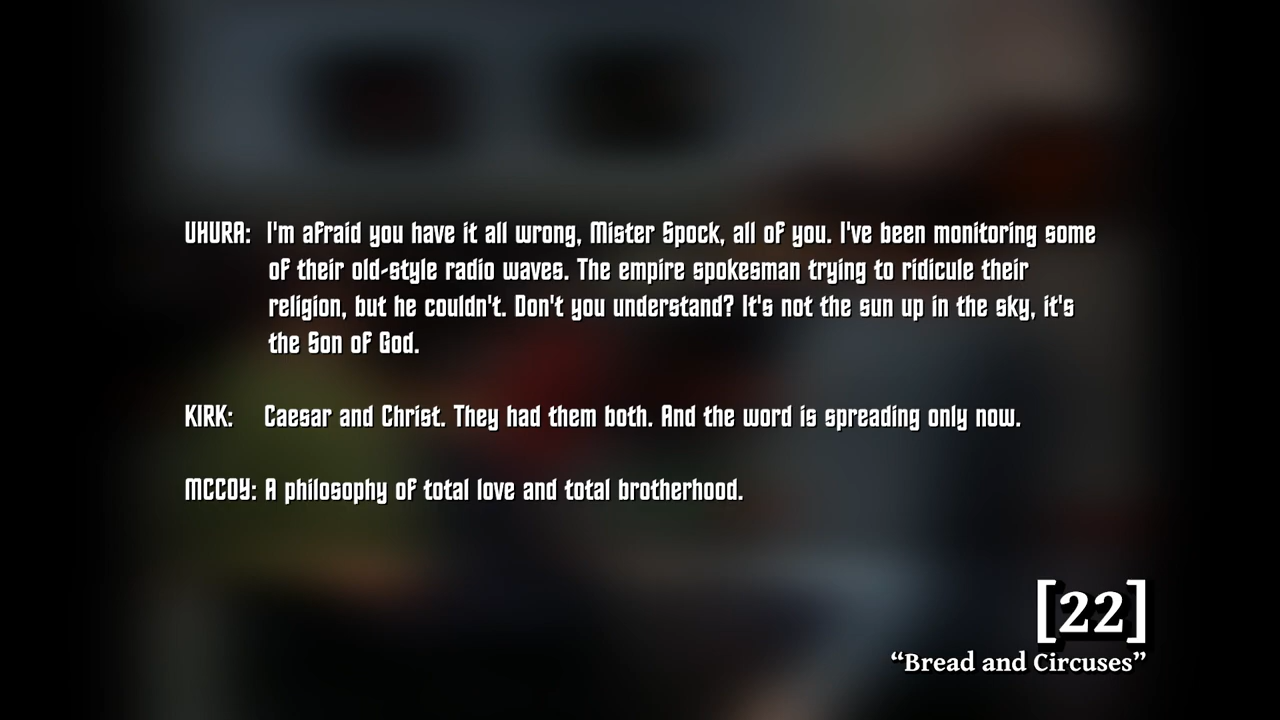 UHURA: I'm afraid you have it all wrong, Mister Spock, all of you. I've been monitoring some
of their old-style radio waves. The empire spokesman trying to ridicule their
religion, but he couldn't. Don't you understand? It's not the sun up in the sky, it's
the Son of God.
KIRK: Caesar and Christ. They had them both. And the word is spreading only now.
MCCOY: A philosophy of total love and total brotherhood.
[22]
“Bread and Circuses”